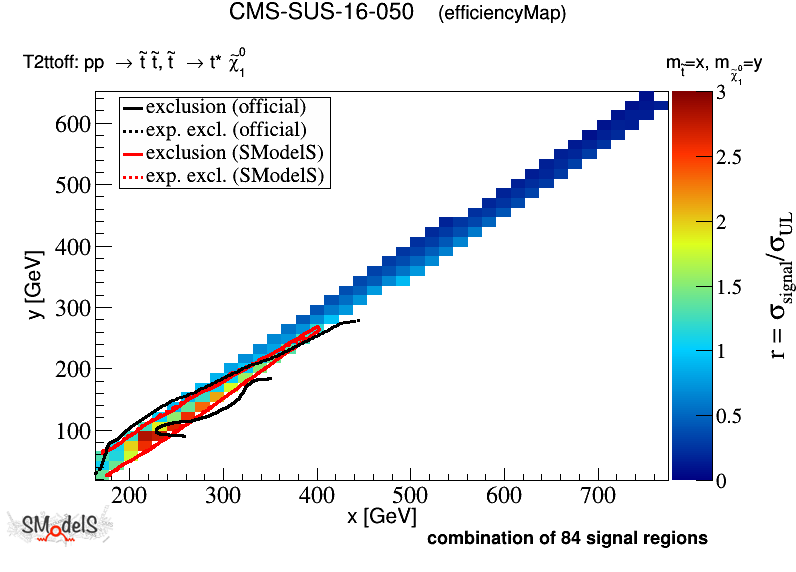 CMS-SUS-16-050 (efficiencyMap)
T2ttoff: pp → t̃ t̃, t̃ → t* χ̃⁰₁
m_t̃=x, m_χ̃⁰₁=y
exclusion (official)
exp. excl. (official)
exclusion (SModelS)
exp. excl. (SModelS)
600
500
400
300
200
100
y [GeV]
200 300 400 500 600 700
x [GeV]
3
2.5
2
1.5
1
0.5
0
r = σ_signal/σ_UL
SModelS
combination of 84 signal regions